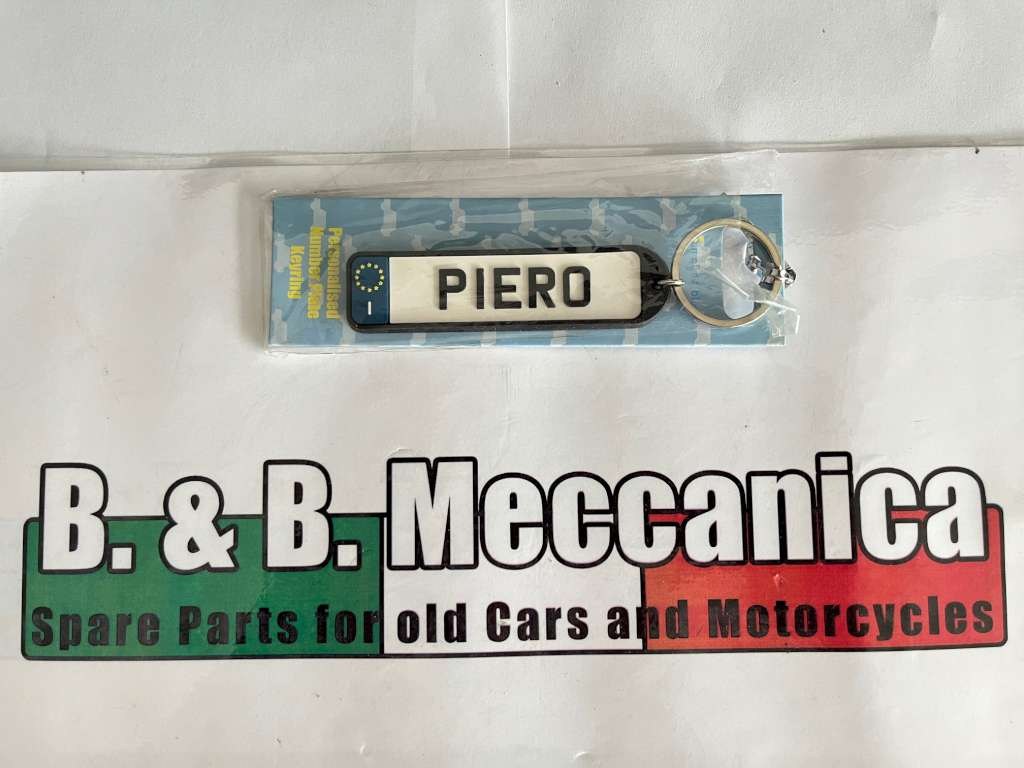 Personalised
Number Plate
Keyring
I
PIERO
B. & B. Meccanica
Spare Parts for old Cars and Motorcycles